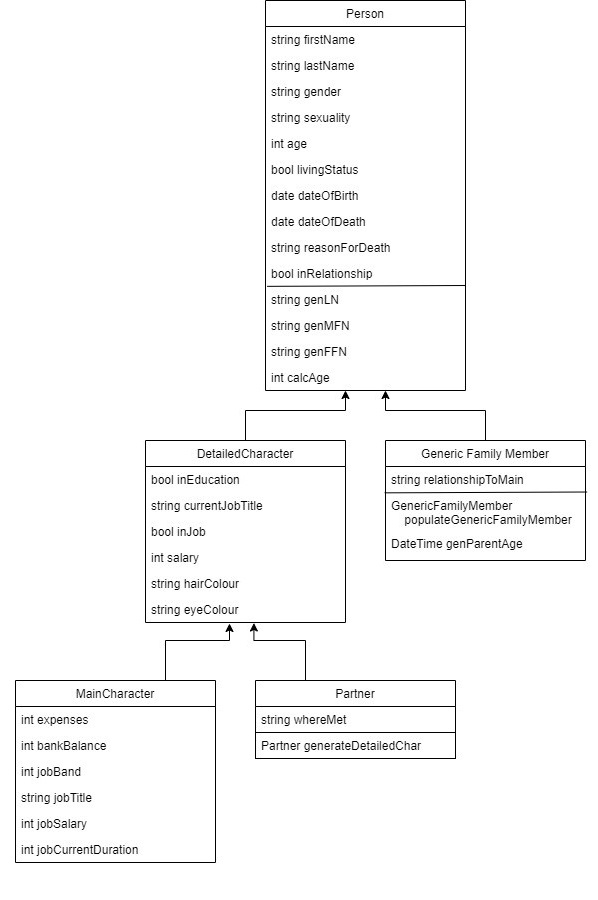 Person
string firstName
string lastName
string gender
string sexuality
int age
bool livingStatus
date dateOfBirth
date dateOfDeath
string reasonForDeath
bool inRelationship
string genLN
string genMFN
string genFFN
int calcAge
DetailedCharacter
bool inEducation
string currentJobTitle
bool inJob
int salary
string hairColour
string eyeColour
Generic Family Member
string relationshipToMain
GenericFamilyMember
populateGenericFamilyMember
DateTime genParentAge
MainCharacter
int expenses
int bankBalance
int jobBand
string jobTitle
int jobSalary
int jobCurrentDuration
Partner
string whereMet
Partner generateDetailedChar